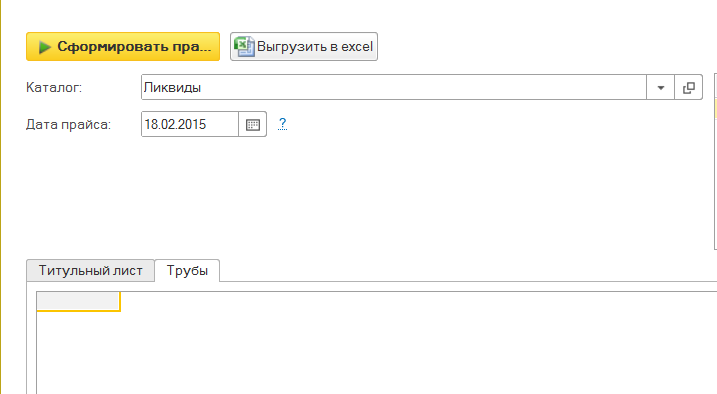 Сформировать пра...
Выгрузить в excel
Каталог:
Ликвиды
Дата прайса:
18.02.2015
?
Титульный лист
Трубы